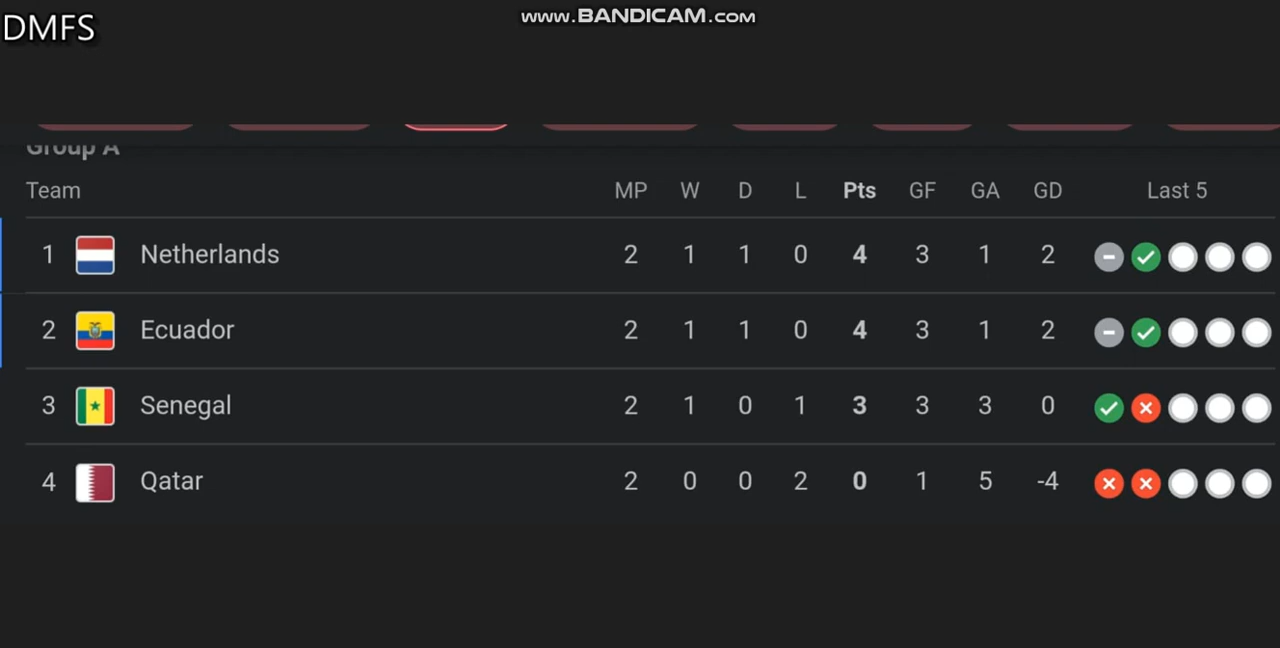 www.BANDICAM.com
DMFS
Group A
Team MP W D L Pts GF GA GD Last 5
1 Netherlands 2 1 1 0 4 3 1 2
2 Ecuador 2 1 1 0 4 3 1 2
3 Senegal 2 1 0 1 3 3 3 0
4 Qatar 2 0 0 2 0 1 5 -4